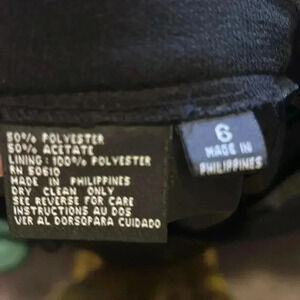 50% POLYESTER
50% ACETATE
LINING: 100% POLYESTER
RN 50610
MADE IN PHILIPPINES
DRY CLEAN ONLY
SEE REVERSE FOR CARE
INSTRUCTIONS AU DOS
VER AL DORSOPARA CUIDADO
6
MADE IN
PHILIPPINES